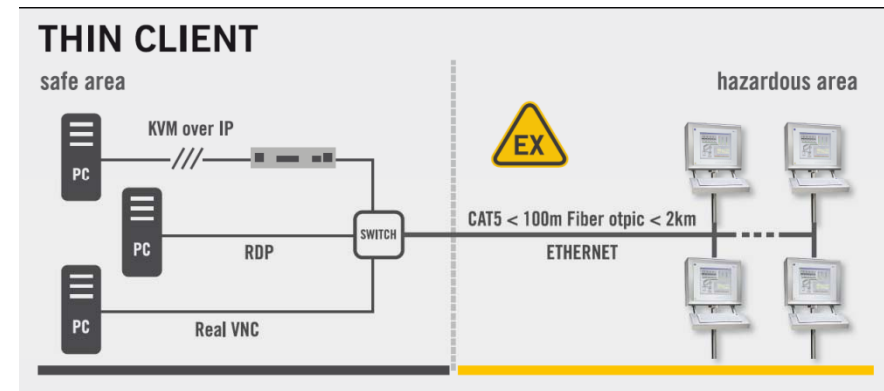 THIN CLIENT
safe area
hazardous area
KVM over IP
PC
EX
PC
RDP
SWITCH
CAT5 < 100m Fiber otpic < 2km
ETHERNET
PC
Real VNC